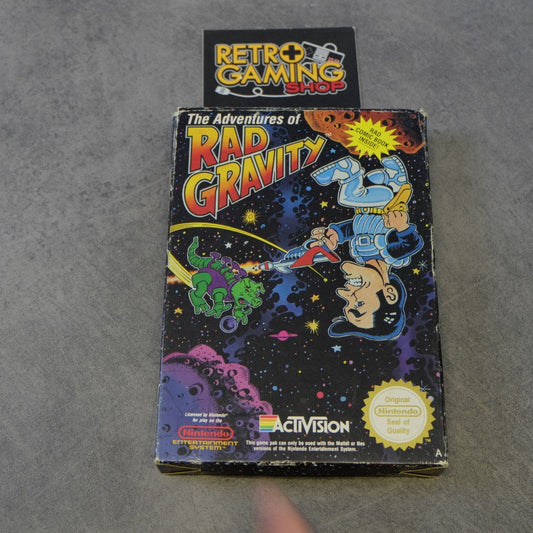 RETRO
GAMING
SHOP
The Adventures of
RAD
GRAVITY
RAD
COMIC BOOK
INSIDE!
Licensed by Nintendo
for play on the
Nintendo
ENTERTAINMENT
SYSTEM
ACTIVISION
This game pak can only be used with the Mattel or Nes
versions of the Nintendo Entertainment System.
Original
Nintendo
Seal of
Quality
A